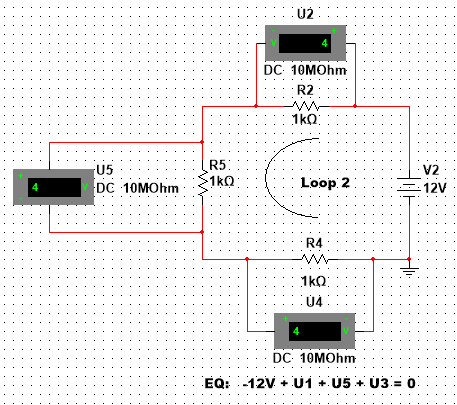 U2
V 4
DC 10MOhm
R2
1kΩ
U5
4 V
DC 10MOhm
R5
1kΩ
Loop 2
V2
12V
R4
1kΩ
U4
4 V
DC 10MOhm
EQ: -12V + U1 + U5 + U3 = 0